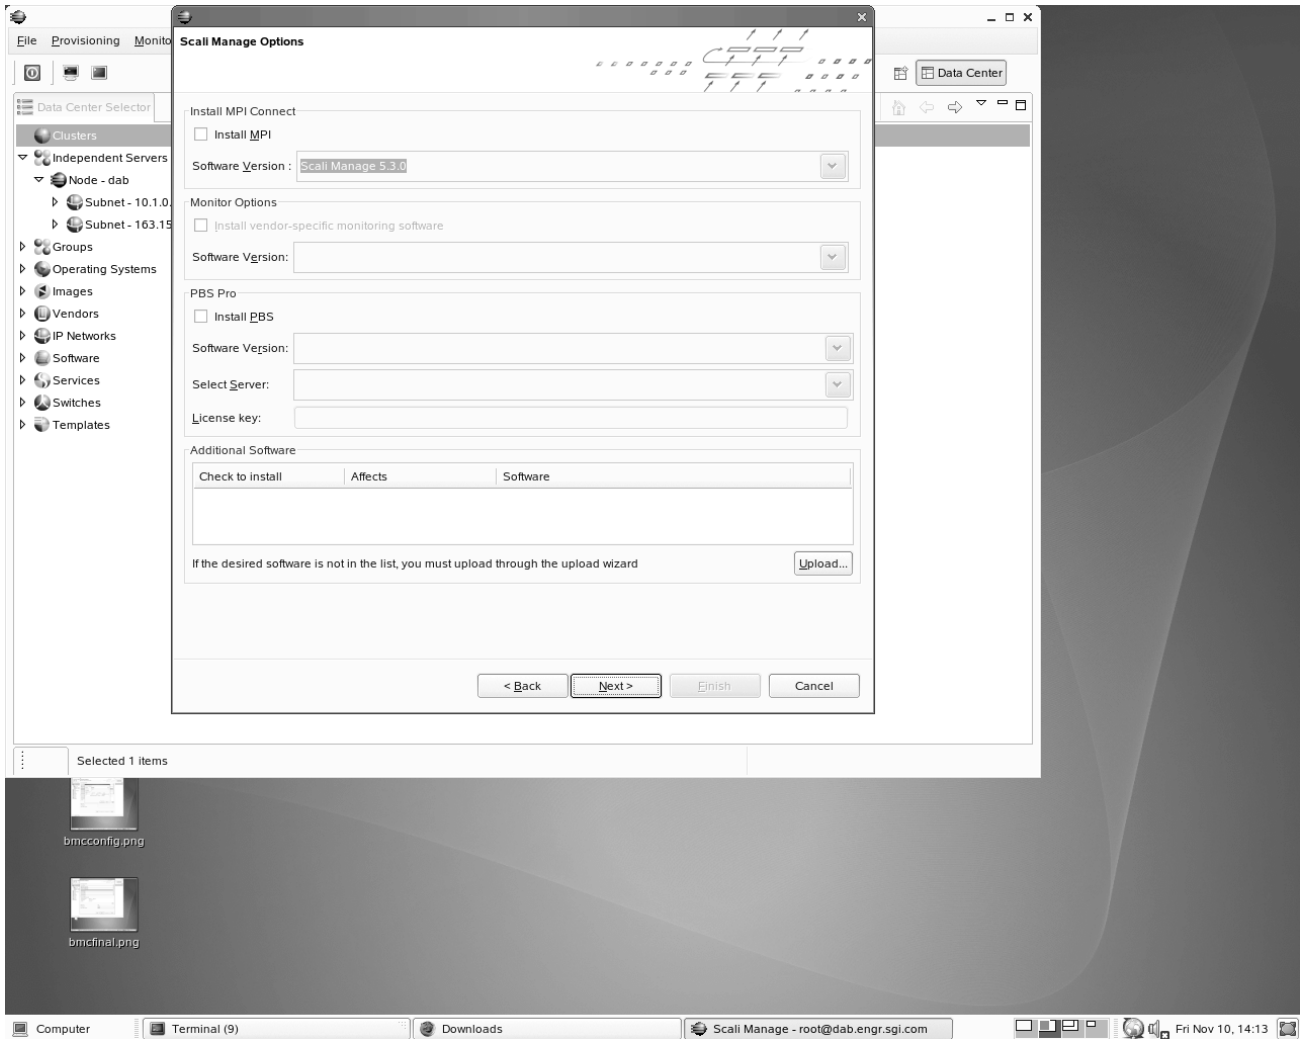 File Provisioning Monito
Scali Manage Options
Data Center
Data Center Selector
Clusters
Independent Servers
Node - dab
Subnet - 10.1.0.
Subnet - 163.15
Groups
Operating Systems
Images
Vendors
IP Networks
Software
Services
Switches
Templates
Install MPI Connect
Install MPI
Software Version : Scali Manage 5.3.0
Monitor Options
Install vendor-specific monitoring software
Software Version:
PBS Pro
Install PBS
Software Version:
Select Server:
License key:
Additional Software
Check to install Affects Software
If the desired software is not in the list, you must upload through the upload wizard Upload...
< Back Next > Finish Cancel
Selected 1 items
bmcconfig.png
bmcfinal.png
Computer Terminal (9) Downloads Scali Manage - root@dab.engr.sgi.com Fri Nov 10, 14:13